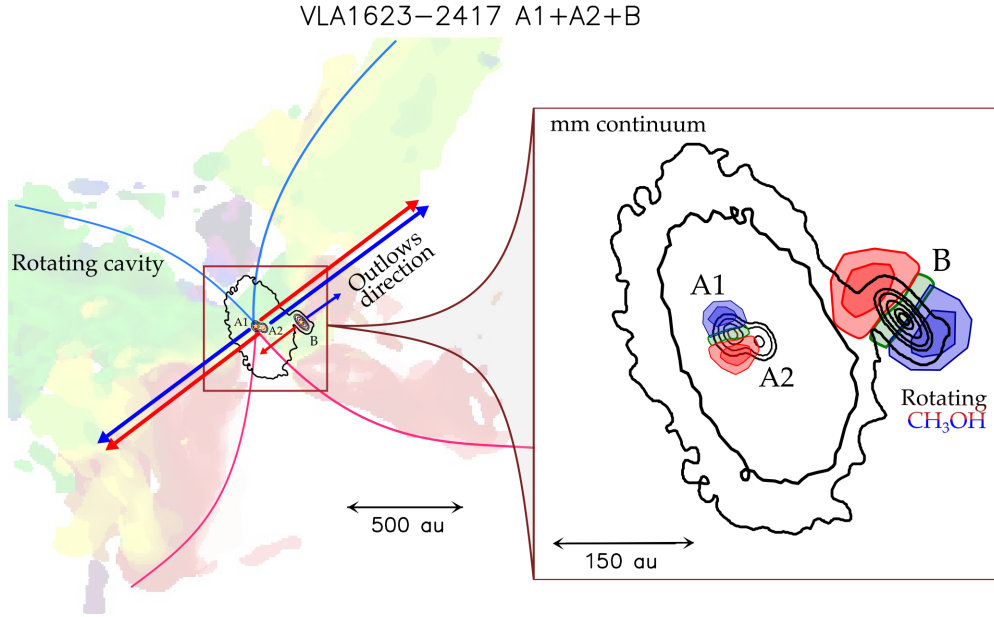 VLA1623−2417 A1+A2+B
mm continuum
Rotating cavity
Outlows
direction
A1
A2
B
A1
A2
B
Rotating
CH₃OH
500 au
150 au